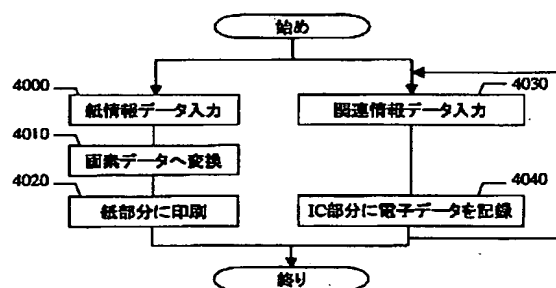 始め
4000
紙情報データ入力
4010
画素データへ変換
4020
紙部分に印刷
4030
関連情報データ入力
4040
IC部分に電子データを記録
終り